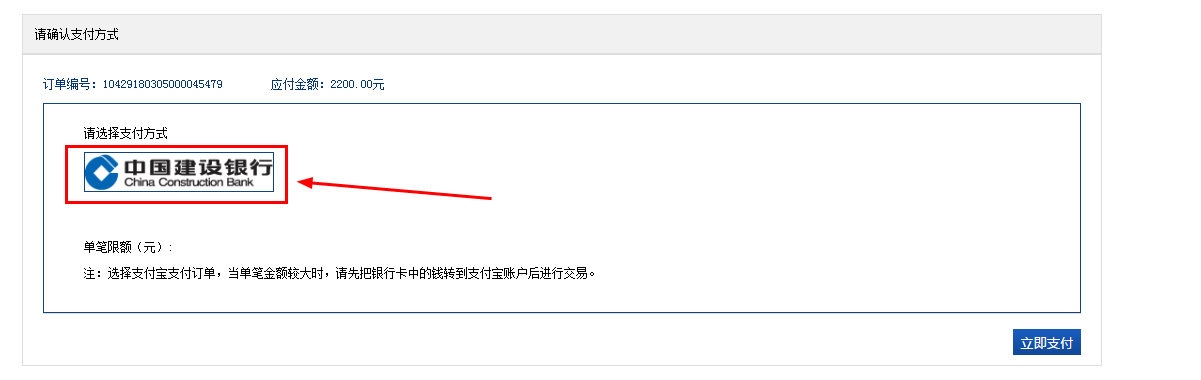 请确认支付方式
订单编号：10429180305000045479 应付金额：2200.00元
请选择支付方式
中国建设银行
China Construction Bank
单笔限额（元）：
注：选择支付宝支付订单，当单笔金额较大时，请先把银行卡中的钱转到支付宝账户后进行交易。
立即支付